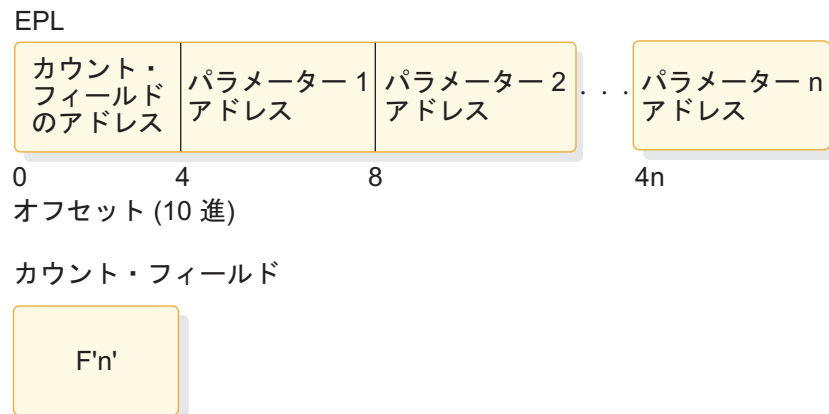 EPL
カウント・
フィールド
のアドレス
パラメーター 1
アドレス
パラメーター 2
アドレス
. . .
パラメーター n
アドレス
0 4 8 4n
オフセット (10 進)
カウント・フィールド
F'n'